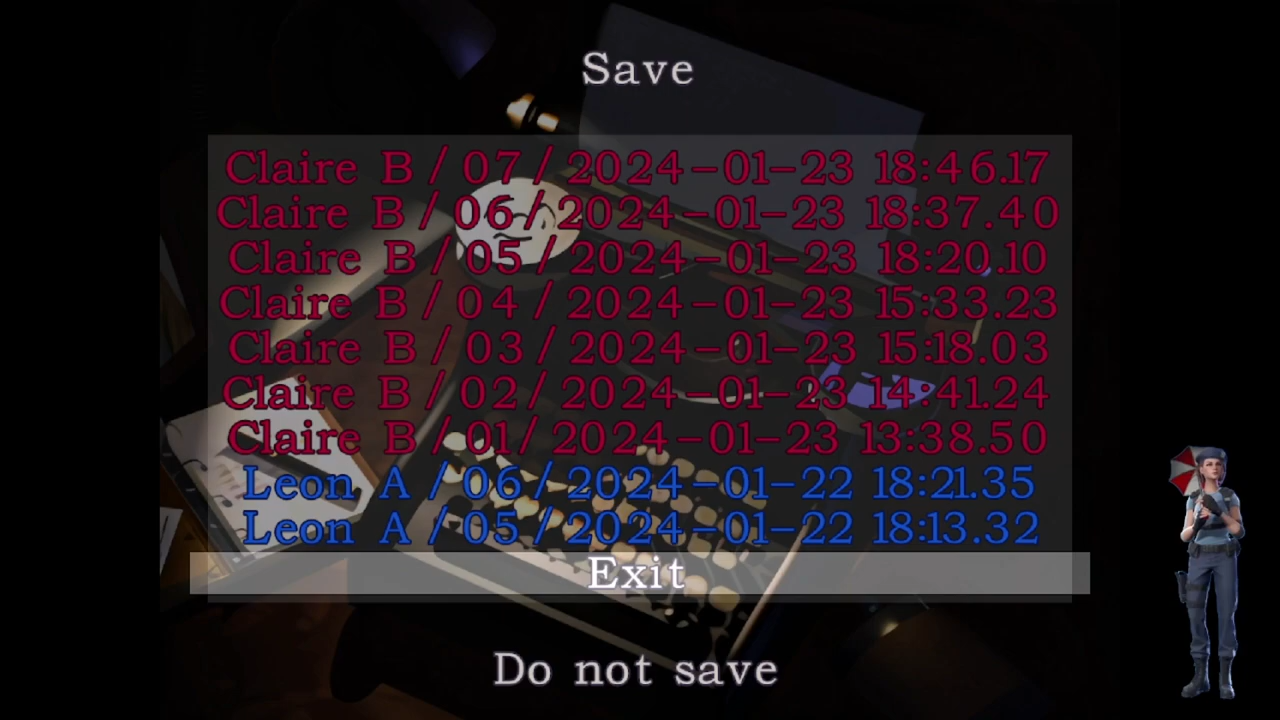 Save
Claire B / 07 / 2024-01-23 18:46.17
Claire B / 06 / 2024-01-23 18:37.40
Claire B / 05 / 2024-01-23 18:20.10
Claire B / 04 / 2024-01-23 15:33.23
Claire B / 03 / 2024-01-23 15:18.03
Claire B / 02 / 2024-01-23 14:41.24
Claire B / 01 / 2024-01-23 13:38.50
Leon A / 06 / 2024-01-22 18:21.35
Leon A / 05 / 2024-01-22 18:13.32
Exit
Do not save